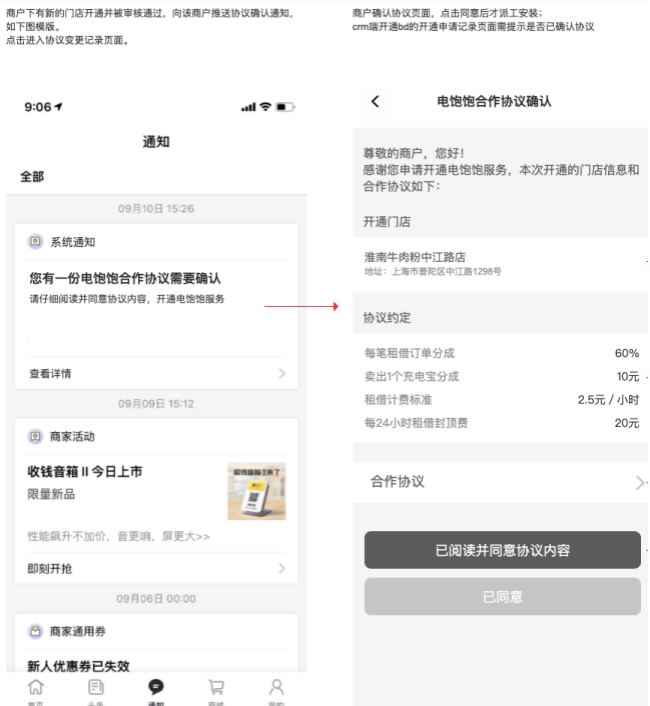 商户下有新的门店开通并被审核通过，向该商户推送协议确认通知，
如下图模版。
点击进入协议变更记录页面。
9:06
通知
全部
09月10日 15:26
系统通知
您有一份电饱饱合作协议需要确认
请仔细阅读并同意协议内容，开通电饱饱服务
查看详情
09月09日 15:12
商家活动
收钱音箱II今日上市
限量新品
收钱音箱II来了
性能飙升不加价，音更响，屏更大>>
即刻开抢
09月06日 00:00
商家通用券
新人优惠券已失效
首页
头条
通知
商城
我的
商户确认协议页面，点击同意后才派工安装；
crm端开通bd的开通申请记录页面需提示是否已确认协议
电饱饱合作协议确认
尊敬的商户，您好！
感谢您申请开通电饱饱服务，本次开通的门店信息和
合作协议如下：
开通门店
淮南牛肉粉中江路店
地址：上海市普陀区中江路1298号
协议约定
每笔租借订单分成 60%
卖出1个充电宝分成 10元
租借计费标准 2.5元 / 小时
每24小时租借封顶费 20元
合作协议
已阅读并同意协议内容
已同意